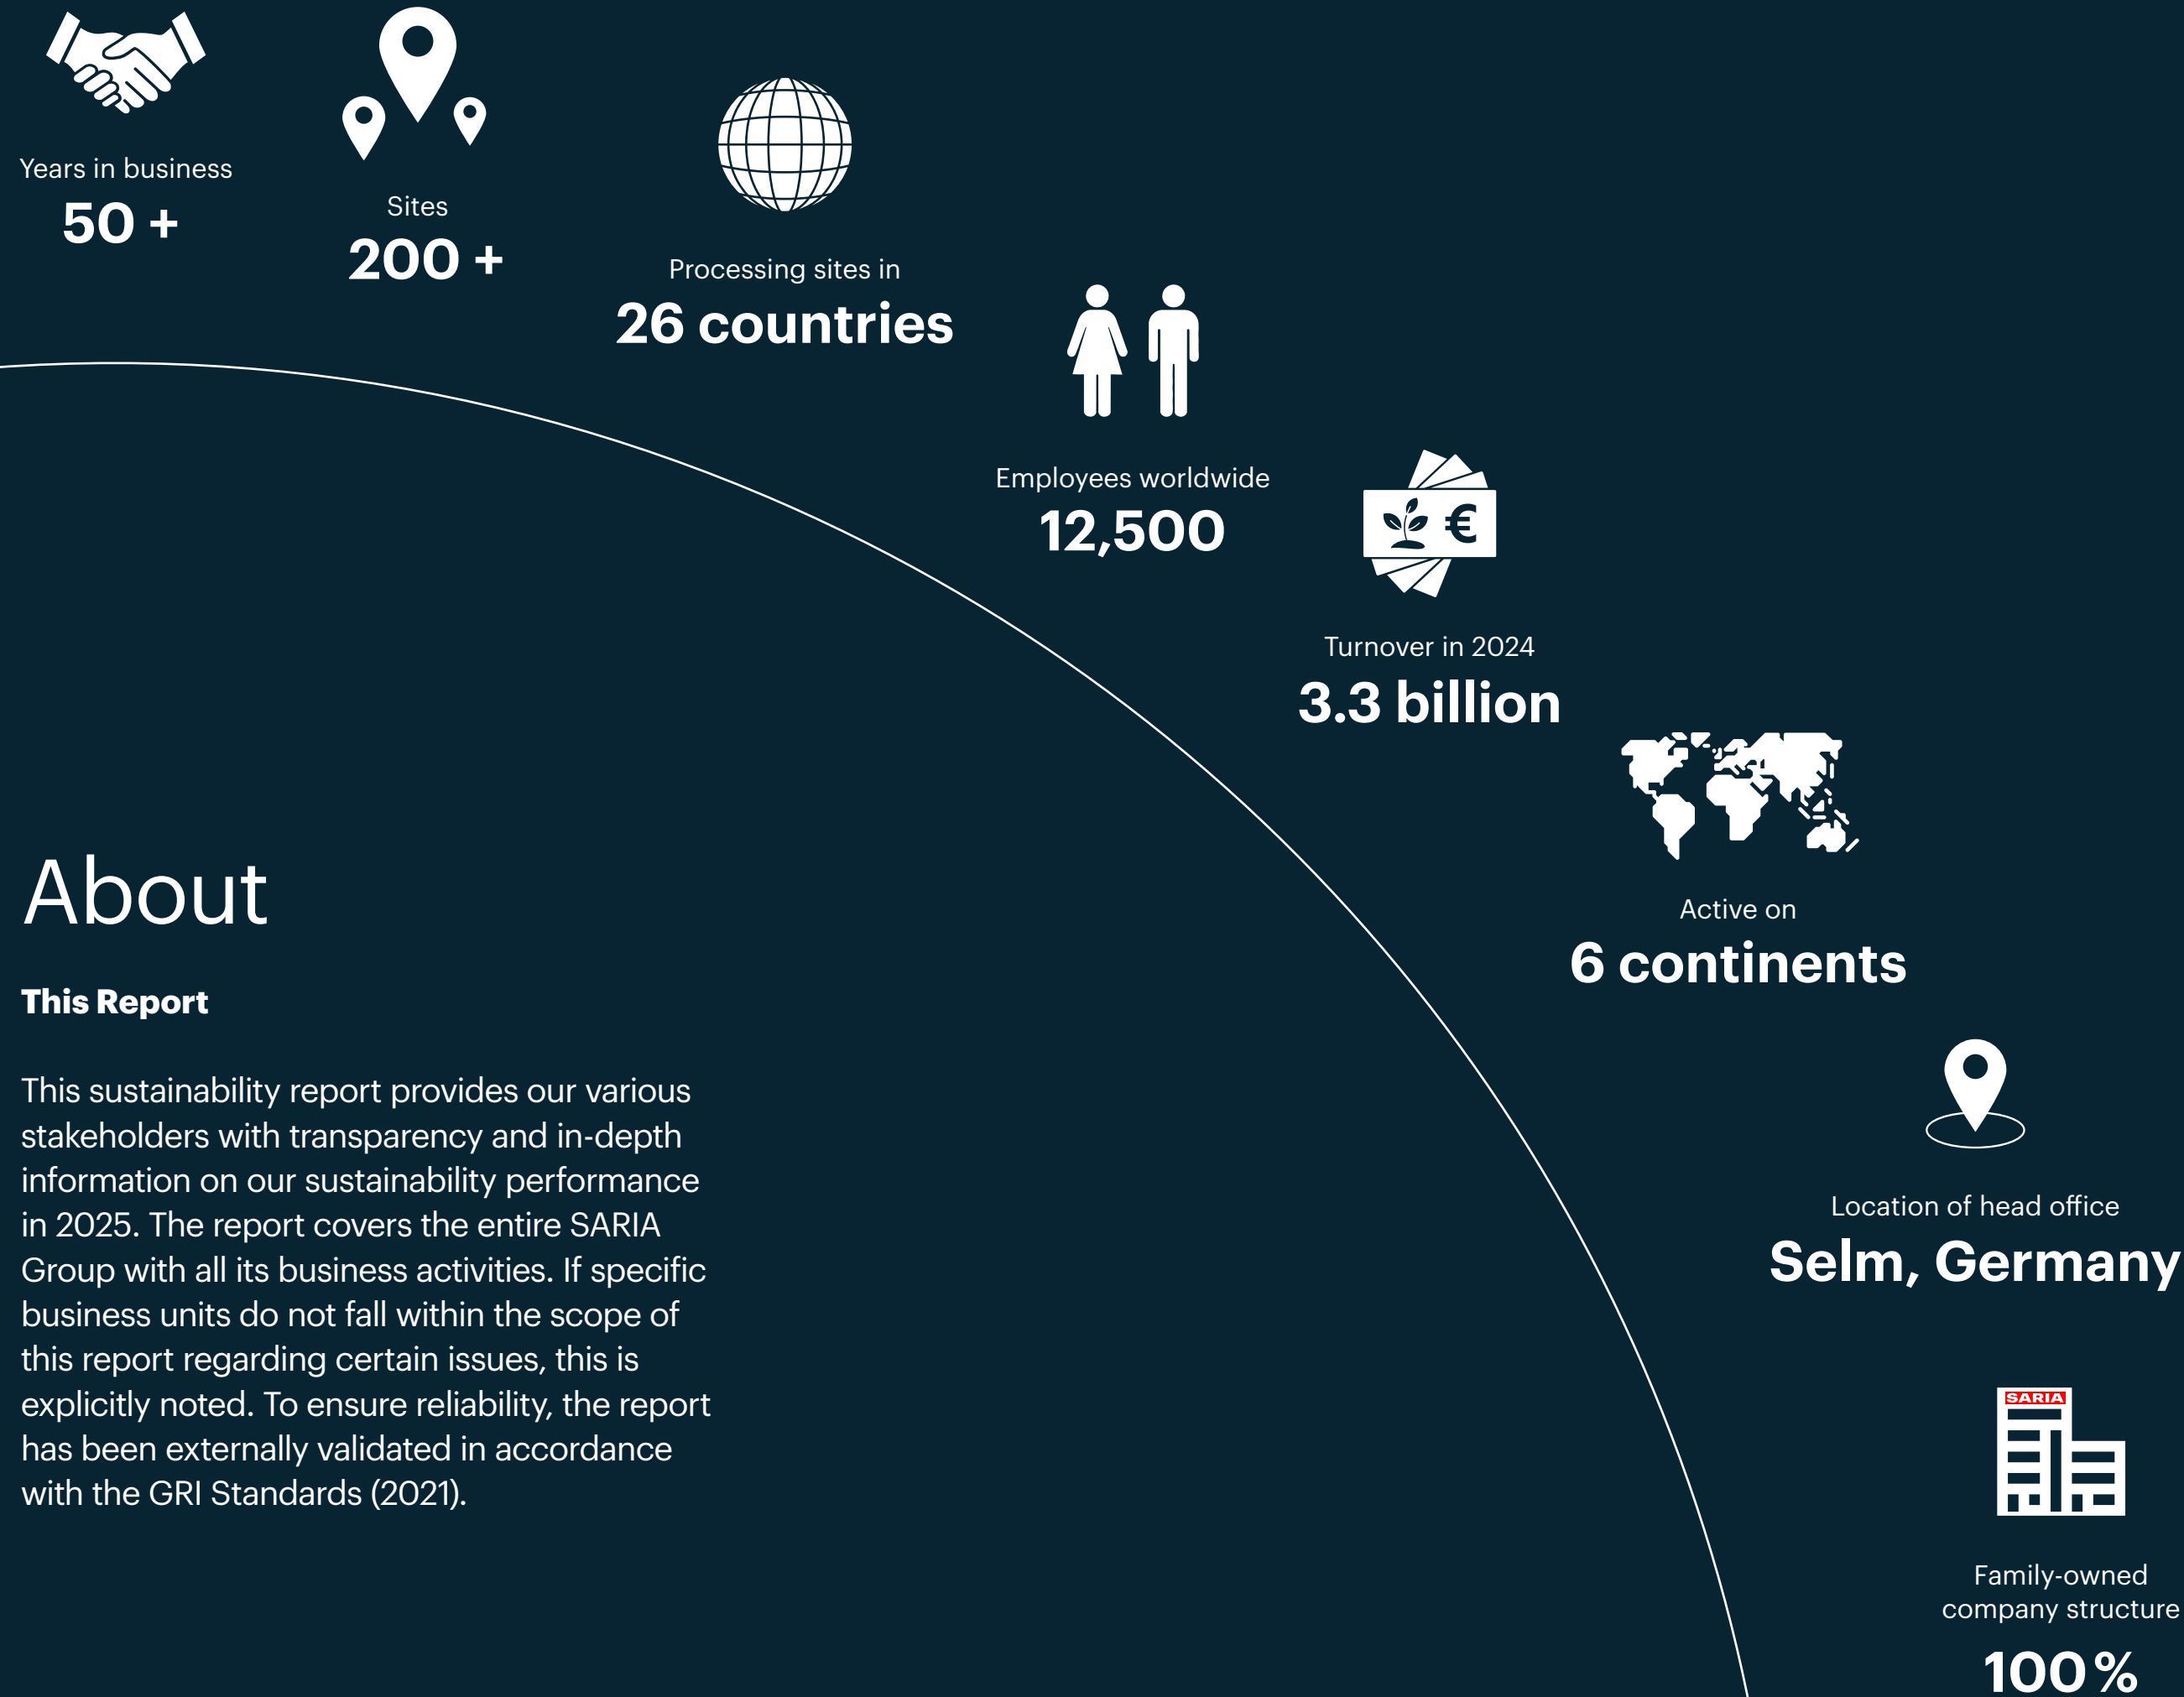 Years in business
50 +
Sites
200 +
Processing sites in
26 countries
Employees worldwide
12,500
€
Turnover in 2024
3.3 billion
Active on
6 continents
Location of head office
Selm, Germany
SARIA
Family-owned
company structure
100 %
About
This Report
This sustainability report provides our various
stakeholders with transparency and in-depth
information on our sustainability performance
in 2025. The report covers the entire SARIA
Group with all its business activities. If specific
business units do not fall within the scope of
this report regarding certain issues, this is
explicitly noted. To ensure reliability, the report
has been externally validated in accordance
with the GRI Standards (2021).